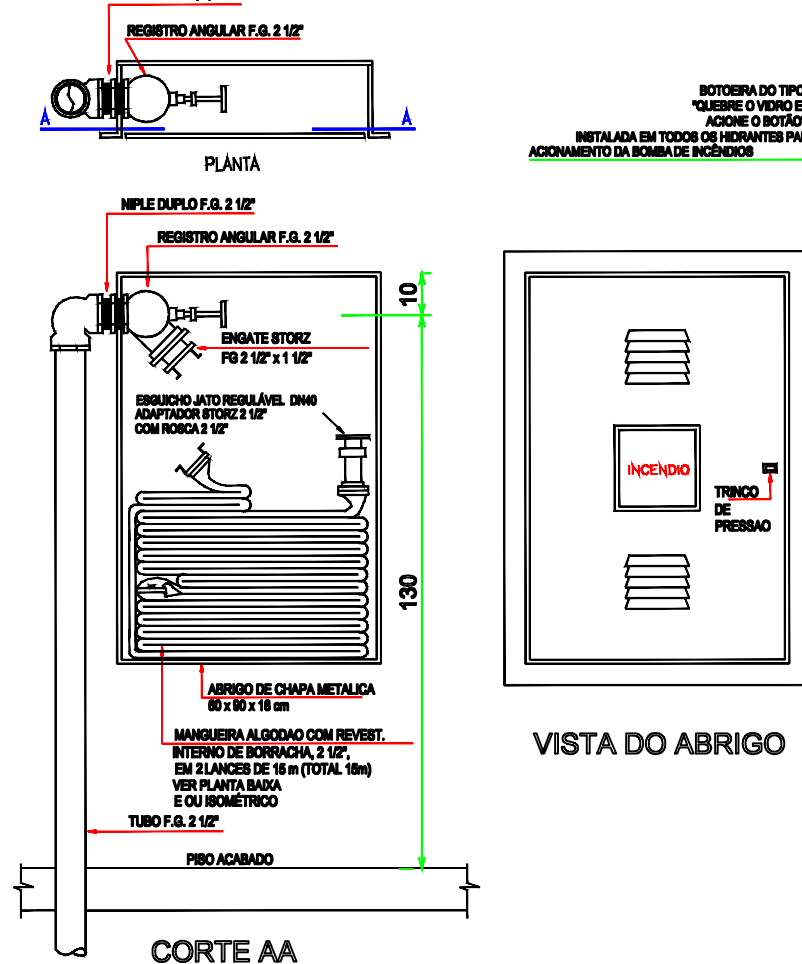 REGISTRO ANGULAR F.G. 2 1/2"
A
A
PLANTA
BOTOEIRA DO TIPO
"QUEBRE O VIDRO E
ACIONE O BOTÃO"
INSTALADA EM TODOS OS HIDRANTES PAR
ACIONAMENTO DA BOMBA DE INCÊNDIOS
NIPLE DUPLO F.G. 2 1/2"
REGISTRO ANGULAR F.G. 2 1/2"
10
ENGATE STORZ
FG 2 1/2" x 1 1/2"
ESGUICHO JATO REGULÁVEL DN40
ADAPTADOR STORZ 2 1/2"
COM ROSCA 2 1/2"
INCENDIO
TRINCO
DE
PRESSAO
130
ABRIGO DE CHAPA METALICA
60 x 90 x 18 cm
MANGUEIRA ALGODAO COM REVEST.
INTERNO DE BORRACHA, 2 1/2",
EM 2 LANCES DE 15 m (TOTAL 15m)
VER PLANTA BAIXA
E OU ISOMÉTRICO
VISTA DO ABRIGO
TUBO F.G. 2 1/2"
PISO ACABADO
CORTE AA